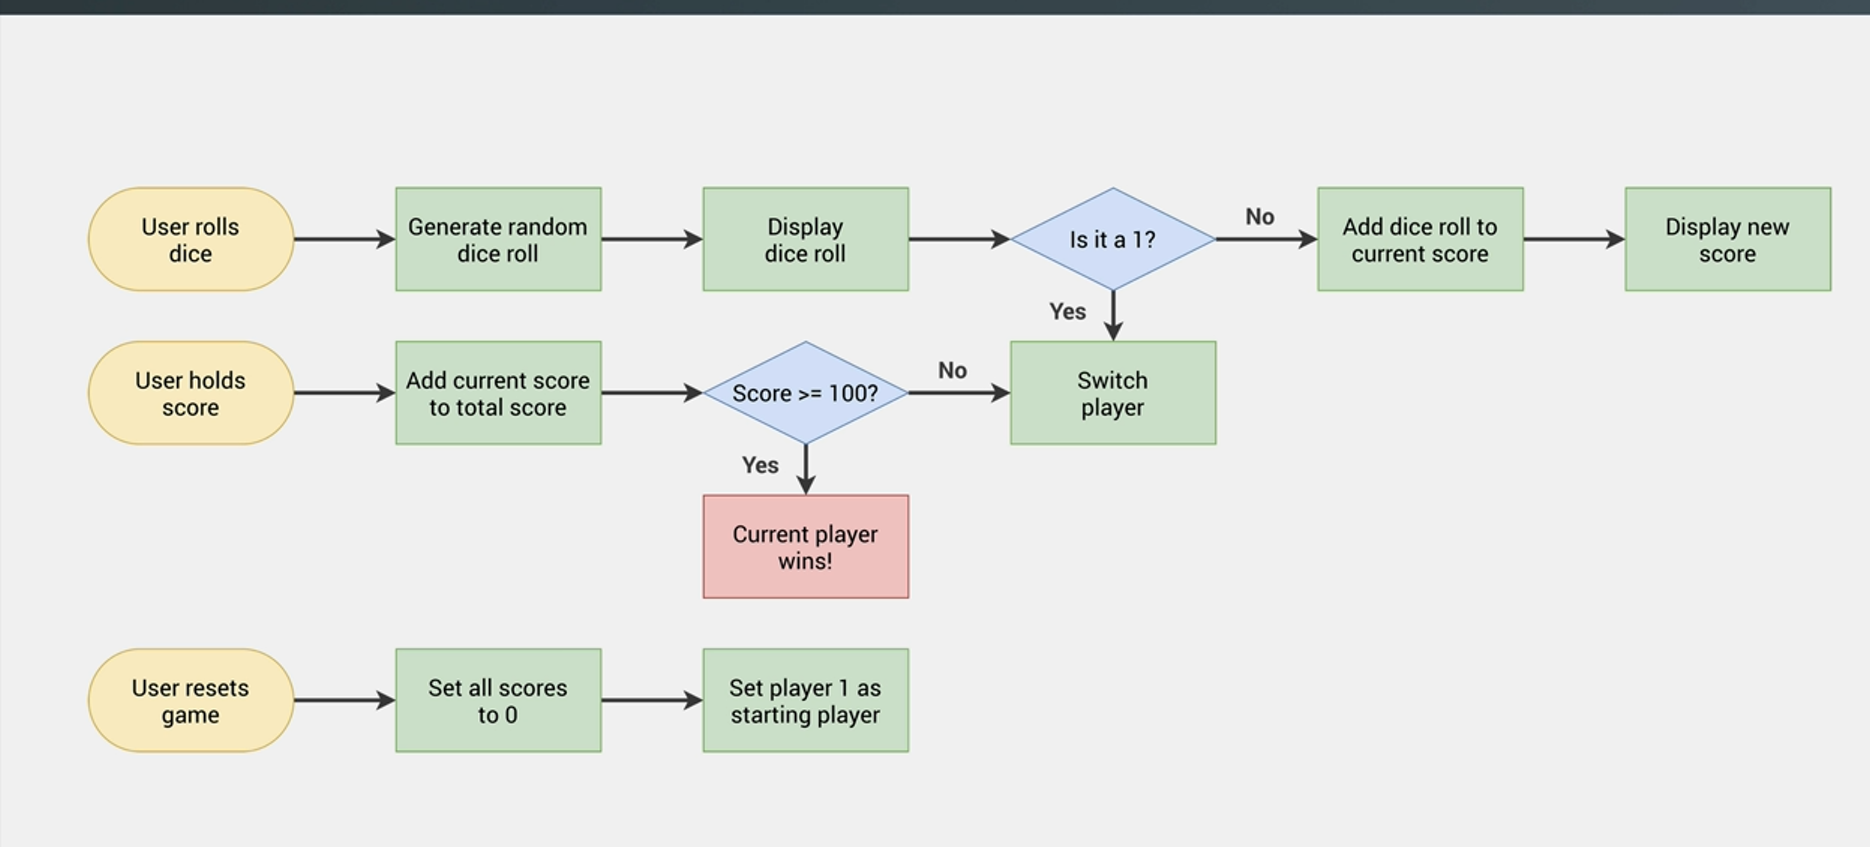 User rolls
dice
Generate random
dice roll
Display
dice roll
Is it a 1?
No
Add dice roll to
current score
Display new
score
Yes
User holds
score
Add current score
to total score
Score >= 100?
No
Switch
player
Yes
Current player
wins!
User resets
game
Set all scores
to 0
Set player 1 as
starting player